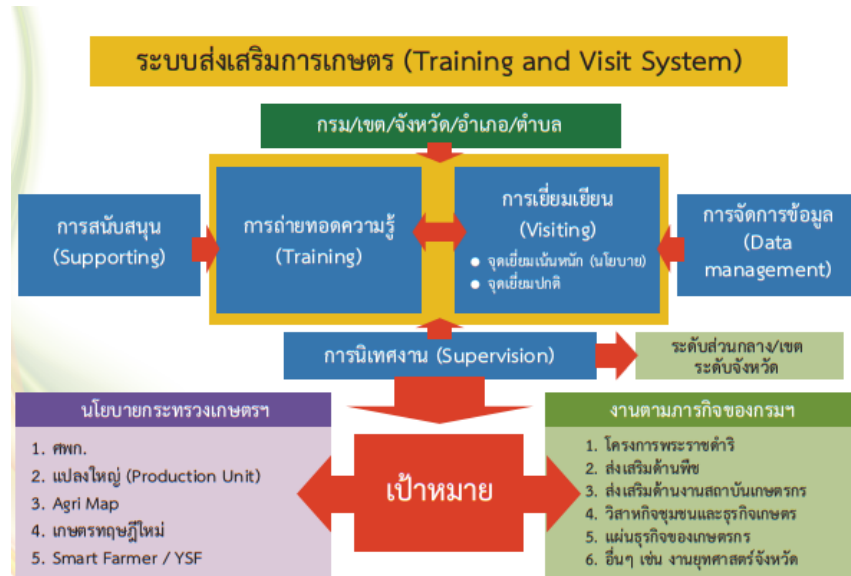 ระบบส่งเสริมการเกษตร (Training and Visit System)
กรม/เขต/จังหวัด/อำเภอ/ตำบล
การสนับสนุน
(Supporting)
การถ่ายทอดความรู้
(Training)
การเยี่ยมเยียน
(Visiting)
● จุดเยี่ยมเน้นหนัก (นโยบาย)
● จุดเยี่ยมปกติ
การจัดการข้อมูล
(Data
management)
การนิเทศงาน (Supervision)
ระดับส่วนกลาง/เขต
ระดับจังหวัด
นโยบายกระทรวงเกษตรฯ
1. ศพก.
2. แปลงใหญ่ (Production Unit)
3. Agri Map
4. เกษตรทฤษฎีใหม่
5. Smart Farmer / YSF
เป้าหมาย
งานตามภารกิจของกรมฯ
1. โครงการพระราชดำริ
2. ส่งเสริมด้านพืช
3. ส่งเสริมด้านงานสถาบันเกษตรกร
4. วิสาหกิจชุมชนและธุรกิจเกษตร
5. แผ่นธุรกิจของเกษตรกร
6. อื่นๆ เช่น งานยุทศาสตร์จังหวัด